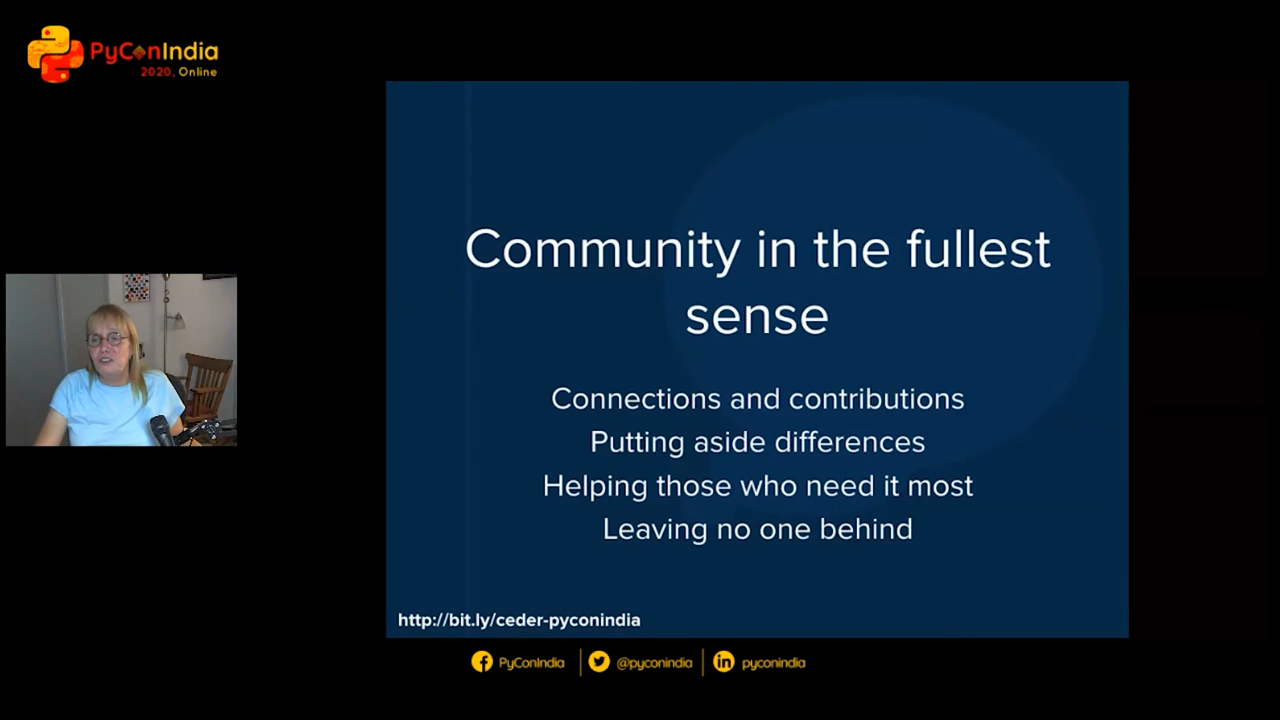 PyConIndia
2020, Online
Community in the fullest
sense
Connections and contributions
Putting aside differences
Helping those who need it most
Leaving no one behind
http://bit.ly/ceder-pyconindia
PyConIndia
@pyconindia
pyconindia